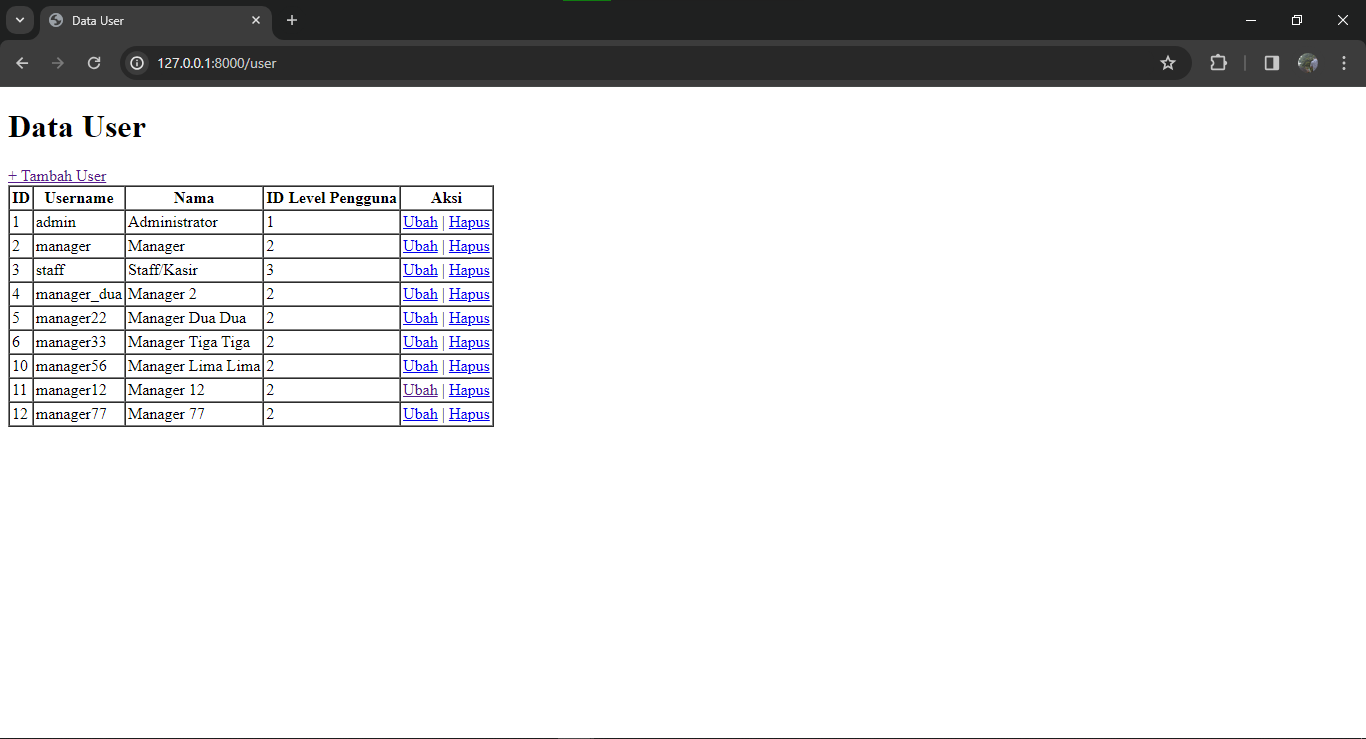 Data User
127.0.0.1:8000/user
Data User
+ Tambah User
ID Username Nama ID Level Pengguna Aksi
1 admin Administrator 1 Ubah | Hapus
2 manager Manager 2 Ubah | Hapus
3 staff Staff/Kasir 3 Ubah | Hapus
4 manager_dua Manager 2 2 Ubah | Hapus
5 manager22 Manager Dua Dua 2 Ubah | Hapus
6 manager33 Manager Tiga Tiga 2 Ubah | Hapus
10 manager56 Manager Lima Lima 2 Ubah | Hapus
11 manager12 Manager 12 2 Ubah | Hapus
12 manager77 Manager 77 2 Ubah | Hapus